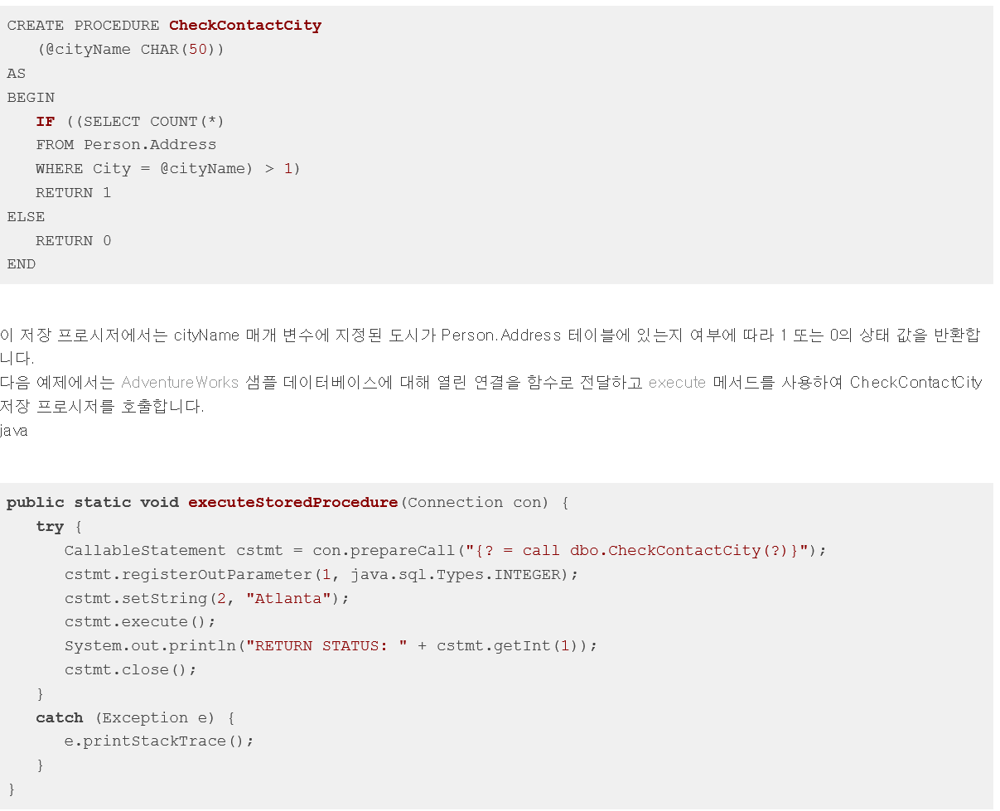 CREATE PROCEDURE CheckContactCity
(@cityName CHAR(50))
AS
BEGIN
IF ((SELECT COUNT(*)
FROM Person.Address
WHERE City = @cityName) > 1)
RETURN 1
ELSE
RETURN 0
END
이 저장 프로시저에서는 cityName 매개 변수에 지정된 도시가 Person.Address 테이블에 있는지 여부에 따라 1 또는 0의 상태 값을 반환합
니다.
다음 예제에서는 AdventureWorks 샘플 데이터베이스에 대해 열린 연결을 함수로 전달하고 execute 메서드를 사용하여 CheckContactCity
저장 프로시저를 호출합니다.
java
public static void executeStoredProcedure(Connection con) {
try {
CallableStatement cstmt = con.prepareCall("{? = call dbo.CheckContactCity(?)}");
cstmt.registerOutParameter(1, java.sql.Types.INTEGER);
cstmt.setString(2, "Atlanta");
cstmt.execute();
System.out.println("RETURN STATUS: " + cstmt.getInt(1));
cstmt.close();
}
catch (Exception e) {
e.printStackTrace();
}
}